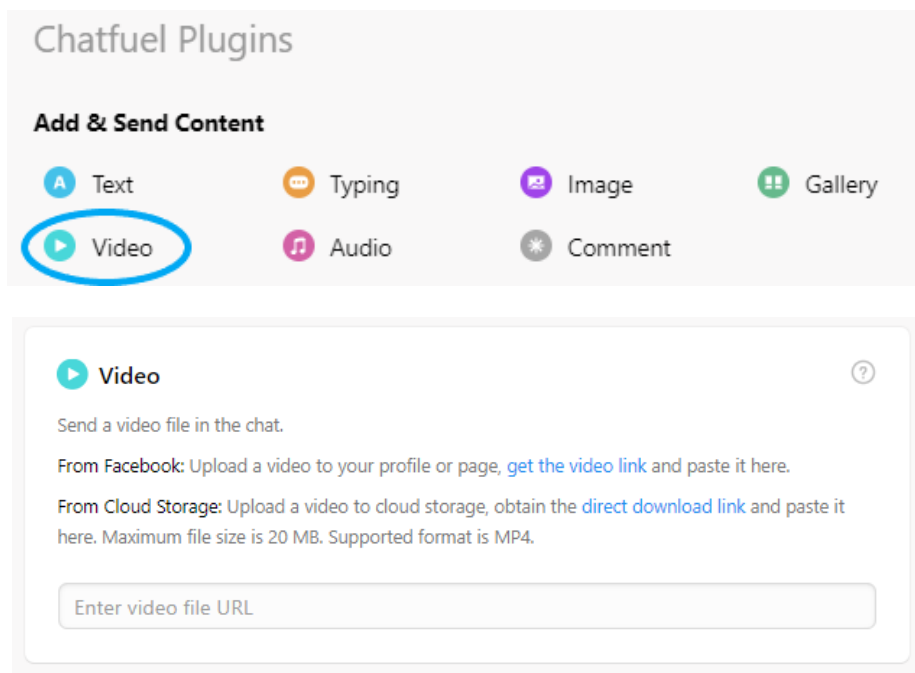 Chatfuel Plugins
Add & Send Content
A Text Typing Image Gallery
Video Audio Comment
Video ?
Send a video file in the chat.
From Facebook: Upload a video to your profile or page, get the video link and paste it here.
From Cloud Storage: Upload a video to cloud storage, obtain the direct download link and paste it
here. Maximum file size is 20 MB. Supported format is MP4.
Enter video file URL